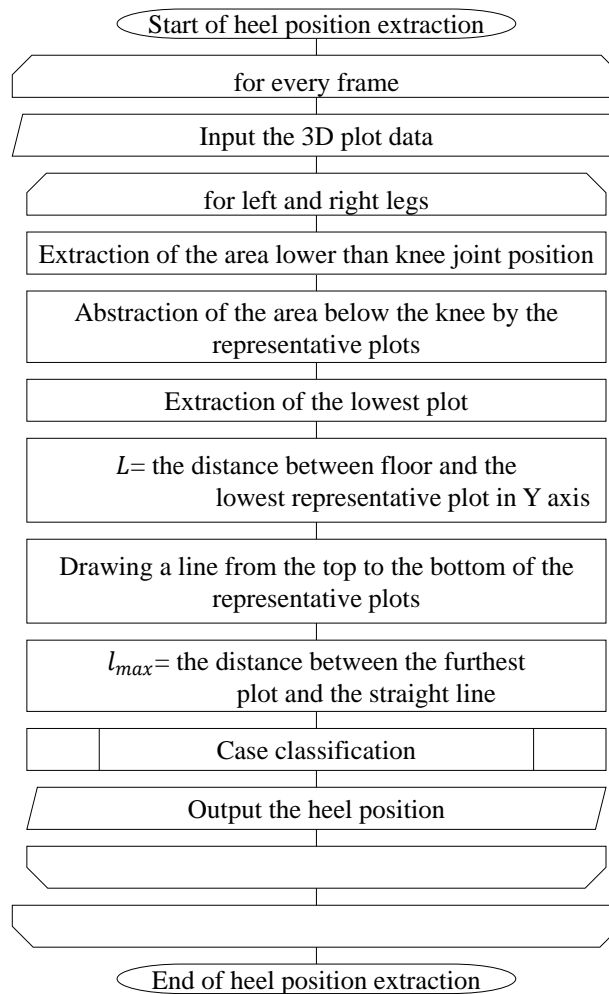 Start of heel position extraction
for every frame
Input the 3D plot data
for left and right legs
Extraction of the area lower than knee joint position
Abstraction of the area below the knee by the
representative plots
Extraction of the lowest plot
L= the distance between floor and the
lowest representative plot in Y axis
Drawing a line from the top to the bottom of the
representative plots
l_max= the distance between the furthest
plot and the straight line
Case classification
Output the heel position
End of heel position extraction